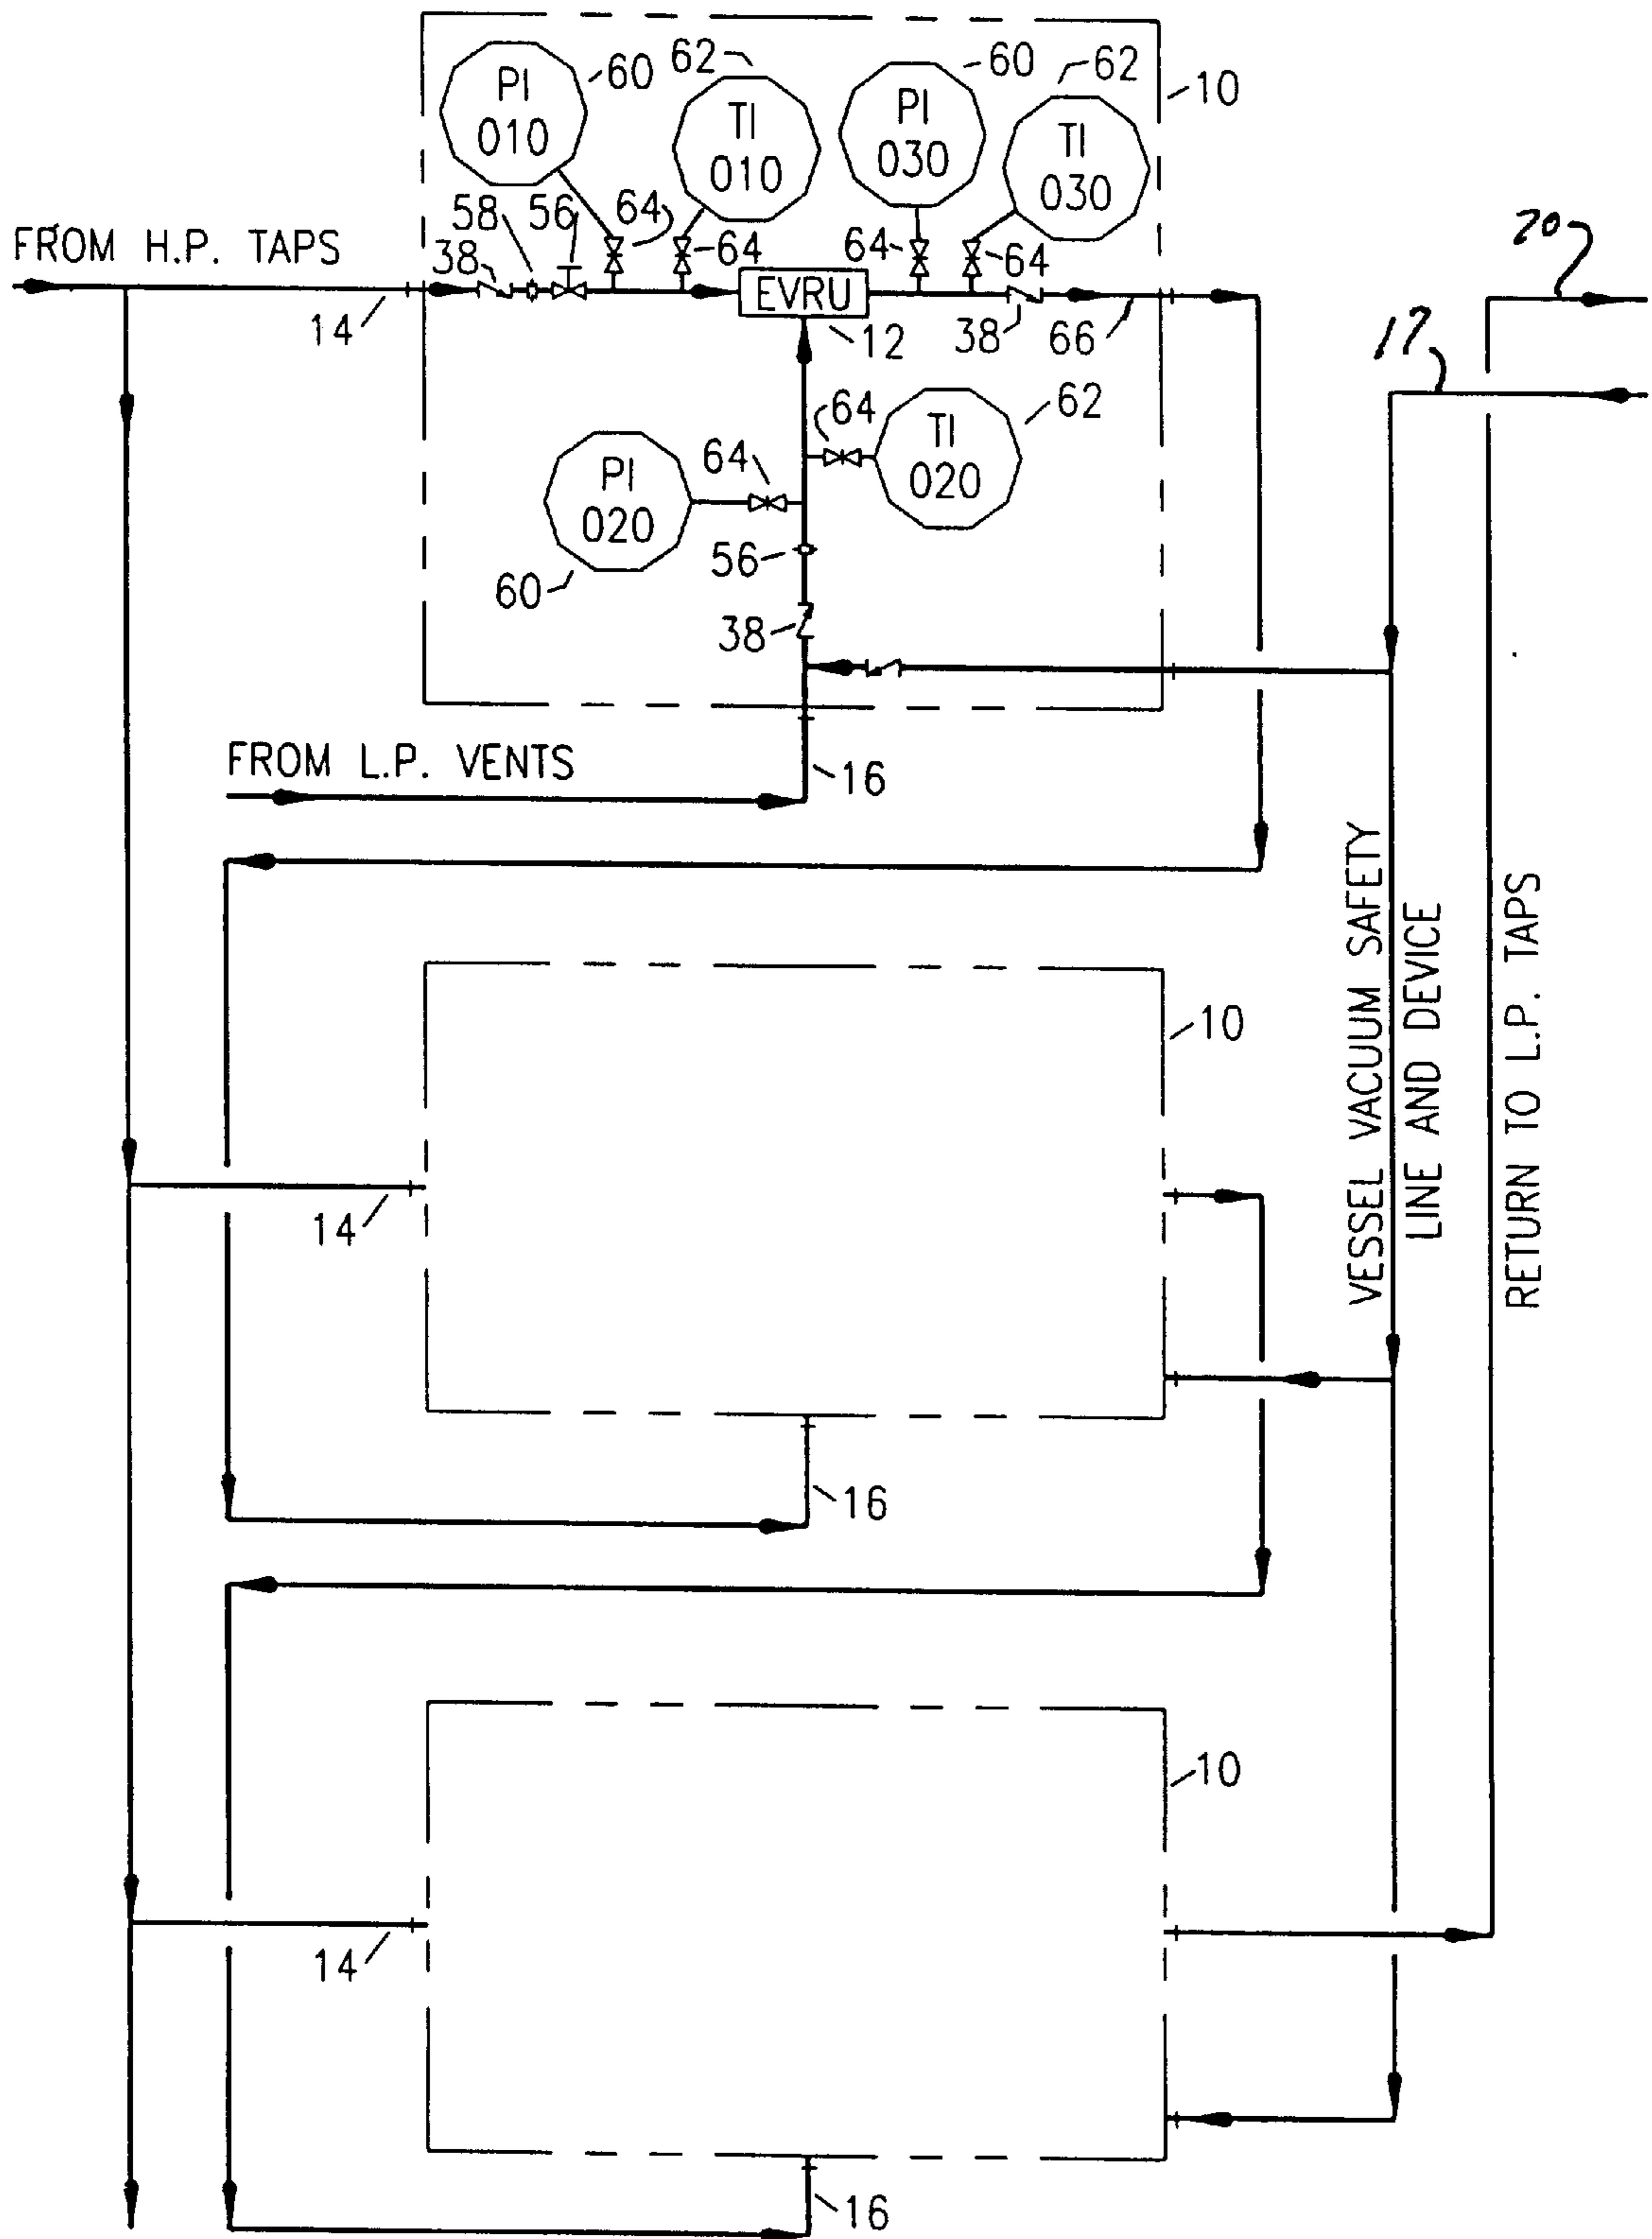 62 60 62
60 10
PI
010
TI
010
PI
030
TI
030
58 56 64 20
FROM H.P. TAPS
38 64 64 64
EVRU
14 12 38 66 17
64 TI
020
62
PI
020
64
56
60
38
FROM L.P. VENTS
16
VESSEL VACUUM SAFETY
LINE AND DEVICE
RETURN TO L.P. TAPS
10
14
16
10
14
16